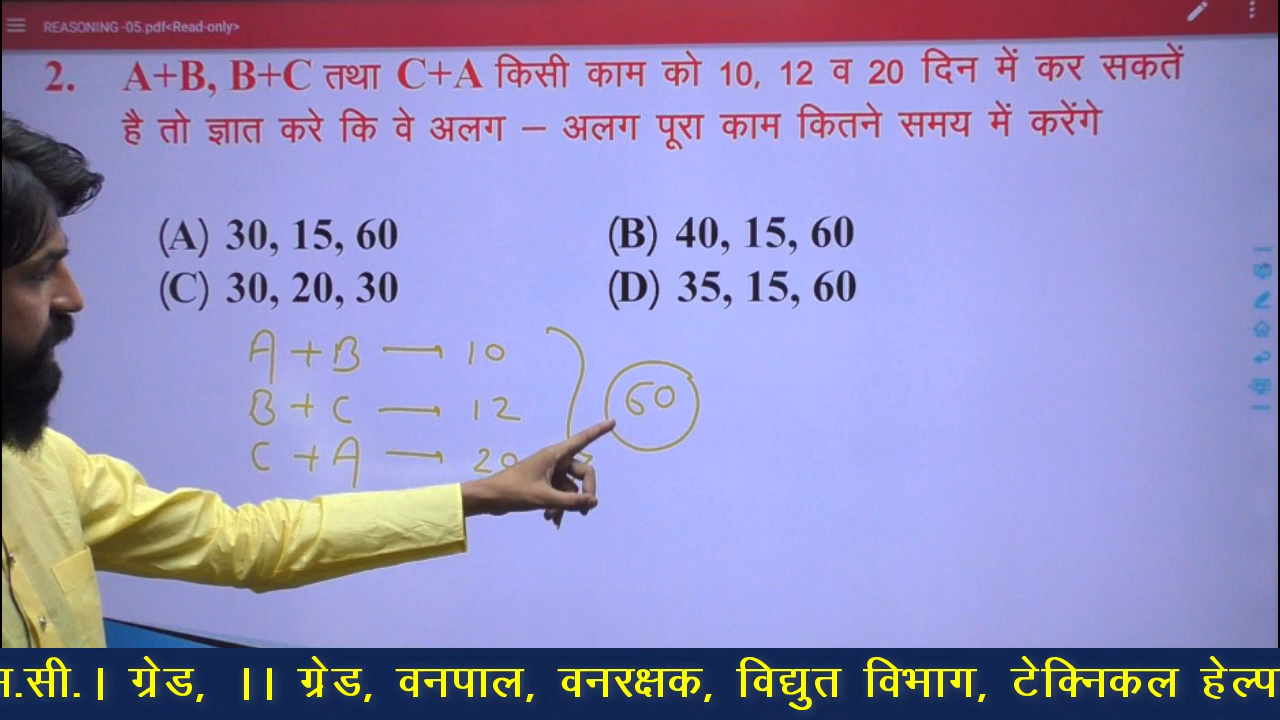 REASONING -05.pdf<Read-only>
2. A+B, B+C तथा C+A किसी काम को 10, 12 व 20 दिन में कर सकतें
है तो ज्ञात करे कि वे अलग – अलग पूरा काम कितने समय में करेंगे
(A) 30, 15, 60
(B) 40, 15, 60
(C) 30, 20, 30
(D) 35, 15, 60
A + B → 10
B + C → 12
C + A → 20
60
.सी. | ग्रेड, || ग्रेड, वनपाल, वनरक्षक, विद्युत विभाग, टेक्निकल हेल्प